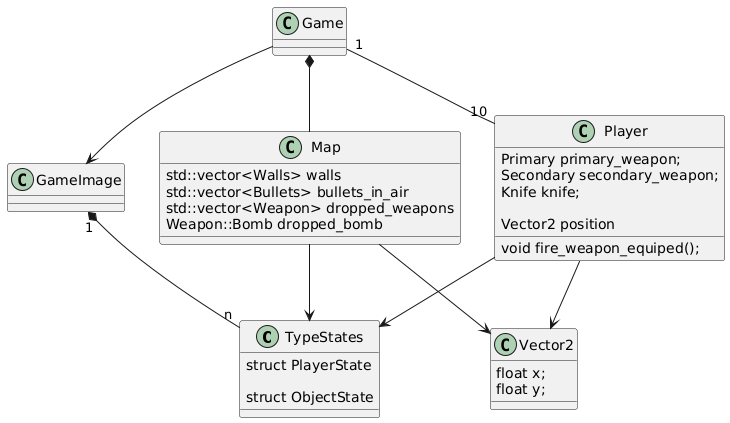 C Game
1
10
C Player
Primary primary_weapon;
Secondary secondary_weapon;
Knife knife;
Vector2 position
void fire_weapon_equiped();
C Map
std::vector<Walls> walls
std::vector<Bullets> bullets_in_air
std::vector<Weapon> dropped_weapons
Weapon::Bomb dropped_bomb
C GameImage
1
n
C TypeStates
struct PlayerState
struct ObjectState
C Vector2
float x;
float y;